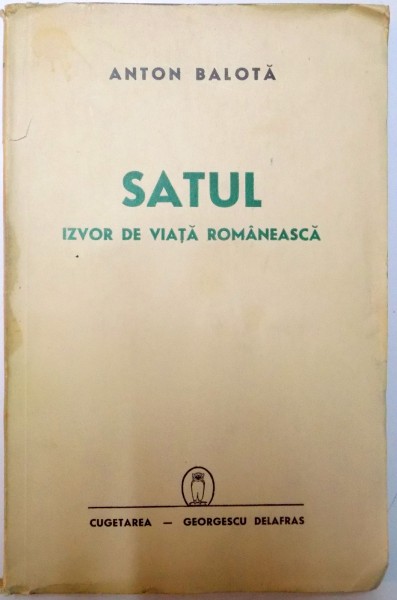 ANTON BALOTĂ
SATUL
IZVOR DE VIAȚĂ ROMÂNEASCĂ
CUGETAREA — GEORGESCU DELAFRAS